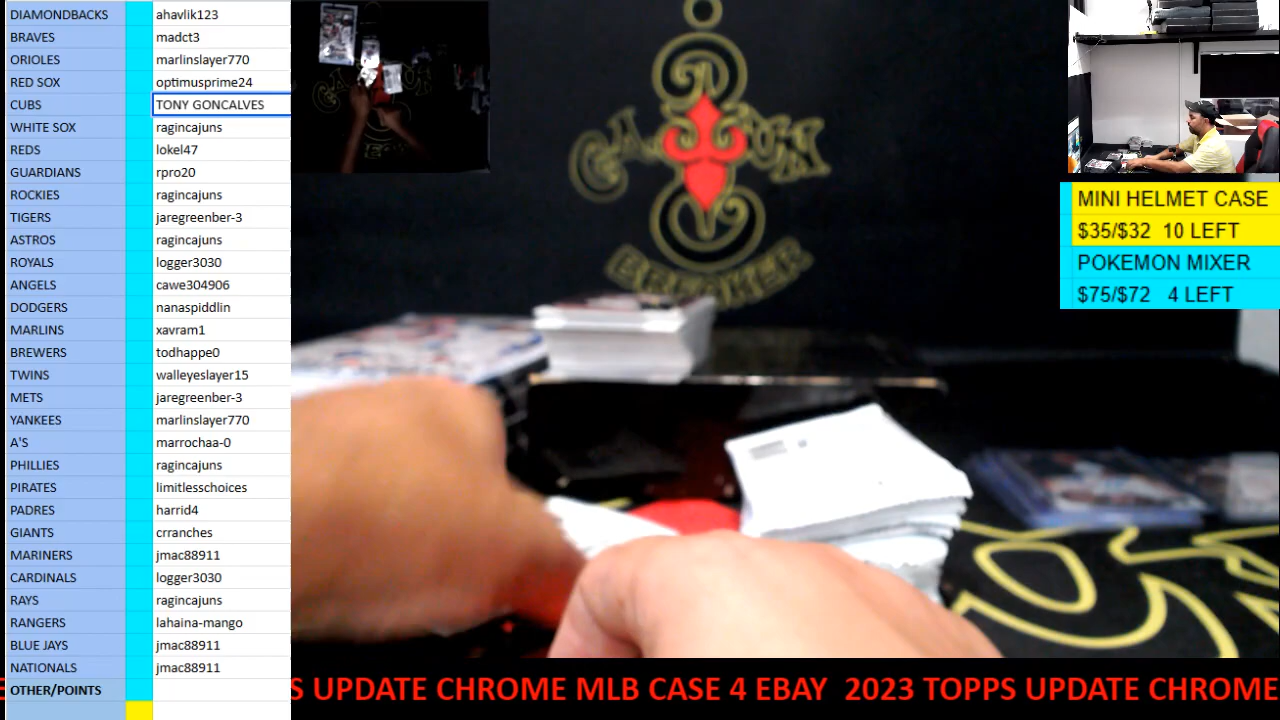 DIAMONDBACKS ahavlik123
BRAVES madct3
ORIOLES marlinslayer770
RED SOX optimusprime24
CUBS TONY GONCALVES
WHITE SOX ragincajuns
REDS lokel47
GUARDIANS rpro20
ROCKIES ragincajuns
TIGERS jaregreenber-3
ASTROS ragincajuns
ROYALS logger3030
ANGELS cawe304906
DODGERS nanaspiddlin
MARLINS xavram1
BREWERS todhappe0
TWINS walleyeslayer15
METS jaregreenber-3
YANKEES marlinslayer770
A'S marrochaa-0
PHILLIES ragincajuns
PIRATES limitlesschoices
PADRES harrid4
GIANTS crranches
MARINERS jmac88911
CARDINALS logger3030
RAYS ragincajuns
RANGERS lahaina-mango
BLUE JAYS jmac88911
NATIONALS jmac88911
OTHER/POINTS
BREAKER
MINI HELMET CASE
$35/$32 10 LEFT
POKEMON MIXER
$75/$72 4 LEFT
S UPDATE CHROME MLB CASE 4 EBAY 2023 TOPPS UPDATE CHROME